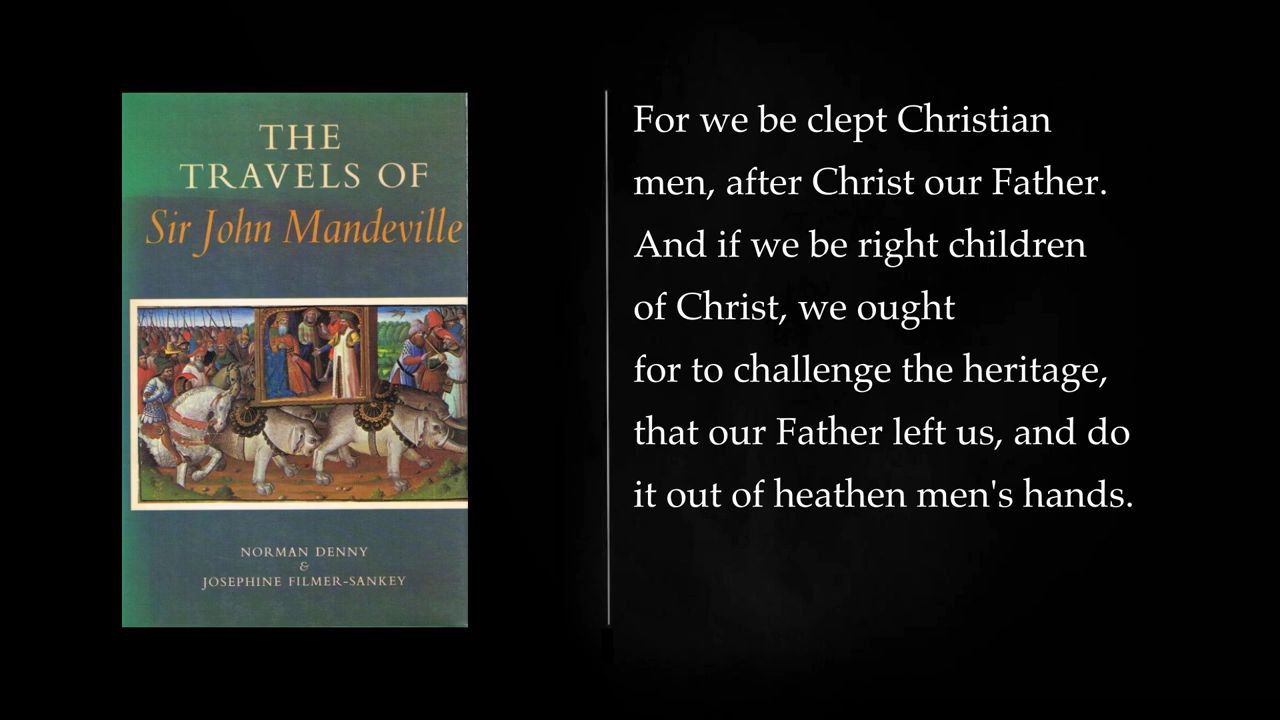 THE
TRAVELS OF
Sir John Mandeville
NORMAN DENNY
&
JOSEPHINE FILMER-SANKEY
For we be clept Christian
men, after Christ our Father.
And if we be right children
of Christ, we ought
for to challenge the heritage,
that our Father left us, and do
it out of heathen men's hands.